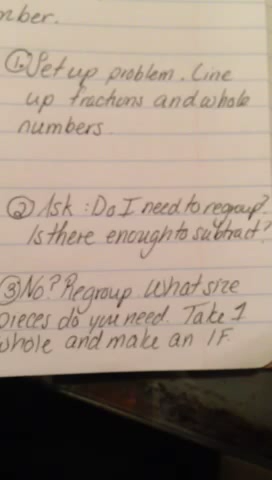 mber.
① Set up problem. Line
up fractions and whole
numbers.
② Ask: Do I need to regroup?
Is there enough to subtract?
③ No? Regroup. What size
pieces do you need. Take 1
whole and make an IF.